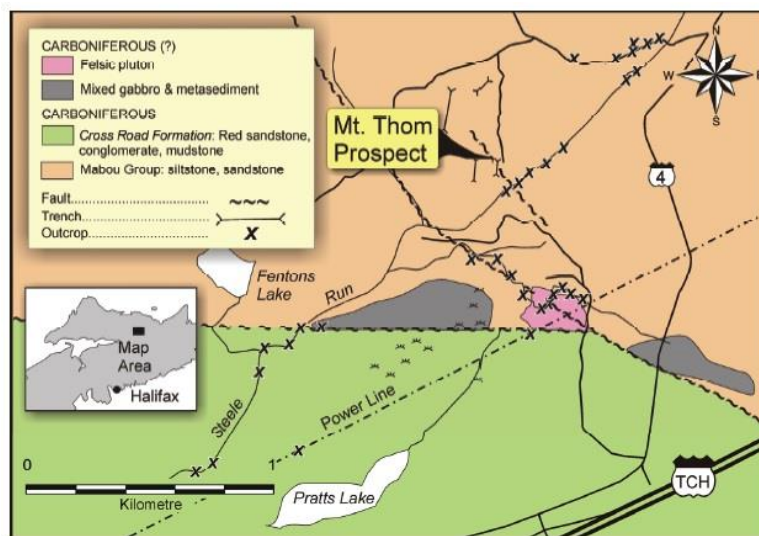 CARBONIFEROUS (?)
Felsic pluton
Mixed gabbro & metasediment
CARBONIFEROUS
Cross Road Formation: Red sandstone,
conglomerate, mudstone
Mabou Group: siltstone, sandstone
Fault
Trench
Outcrop
Mt. Thom
Prospect
N
W
E
S
4
Fentons
Lake
Run
Map
Area
Halifax
Steele
Power Line
0
1
Kilometre
Pratts Lake
TCH